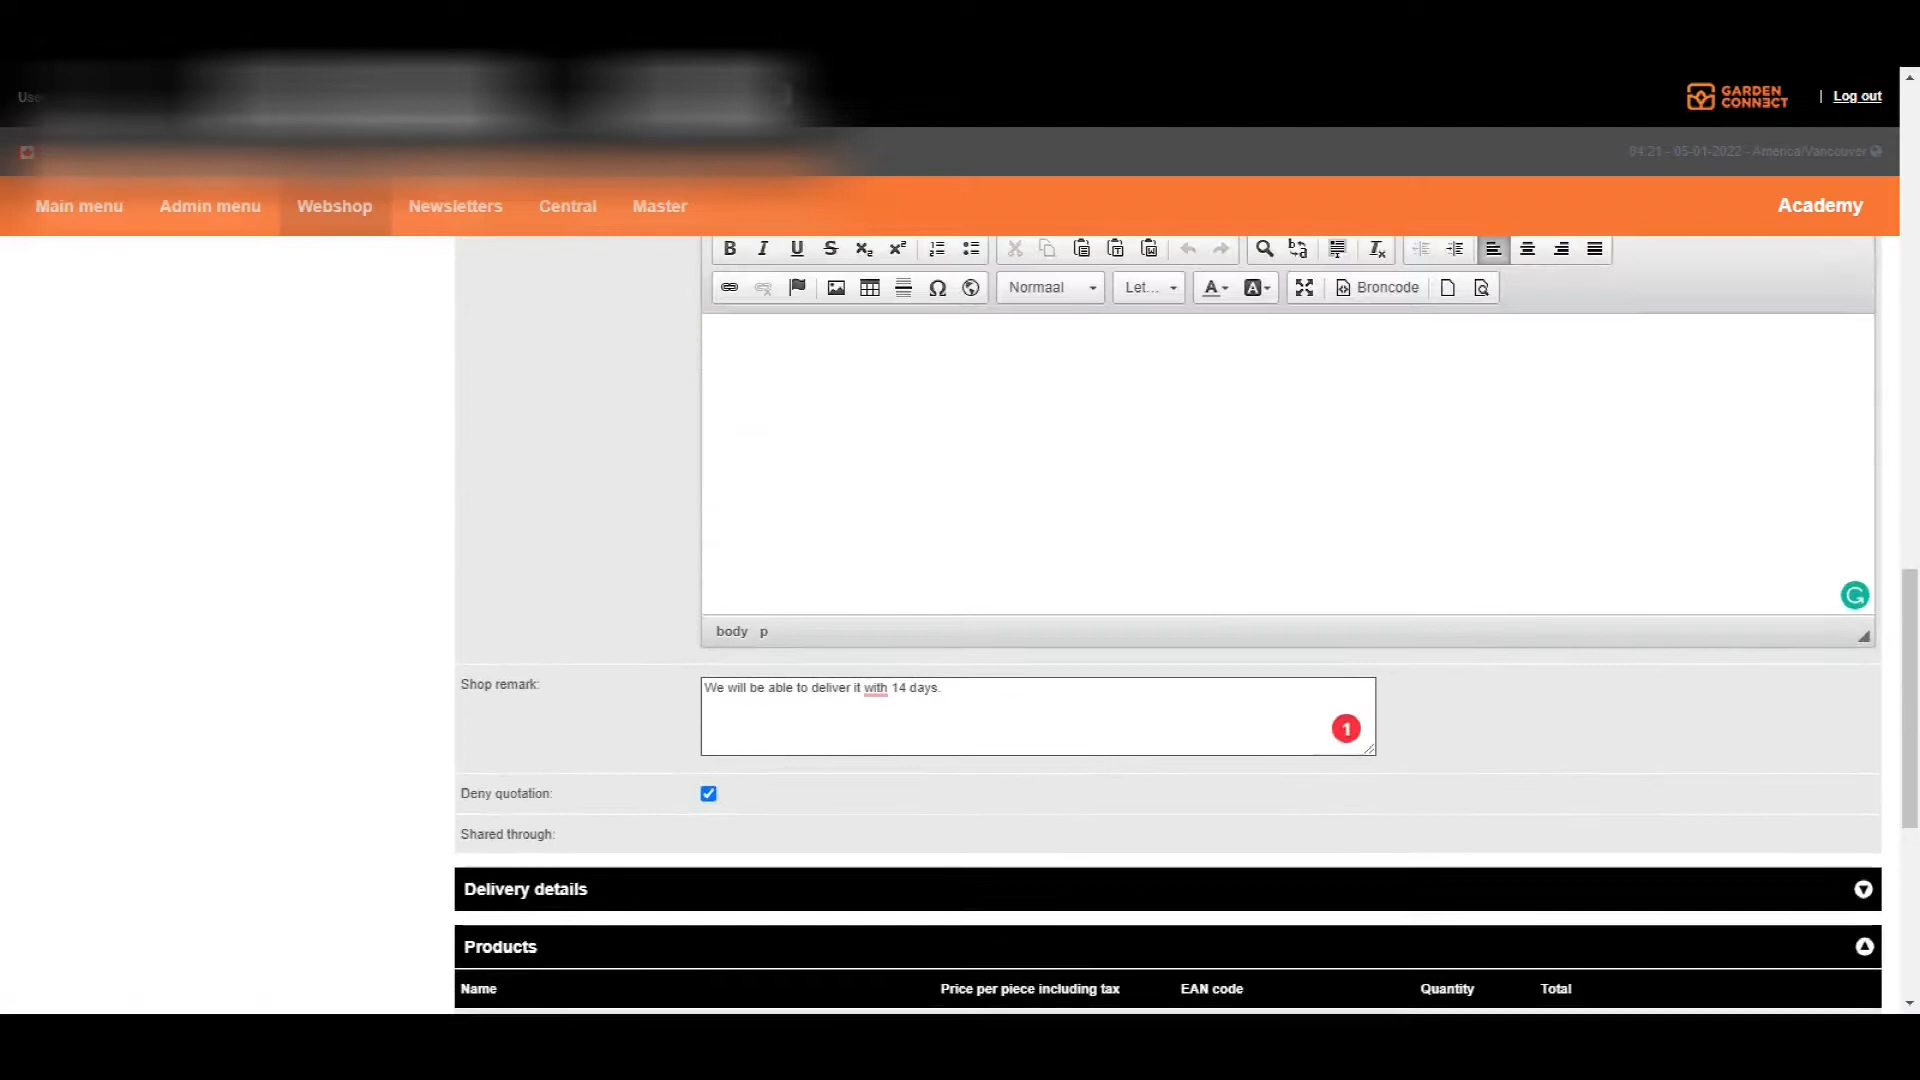 Use
GARDEN
CONNECT
| Log out
04:21 - 05-01-2022 - America/Vancouver
Main menu Admin menu Webshop Newsletters Central Master Academy
Normaal Let... Broncode
body p
Shop remark: We will be able to deliver it with 14 days.
1
Deny quotation:
Shared through:
Delivery details
Products
Name Price per piece including tax EAN code Quantity Total